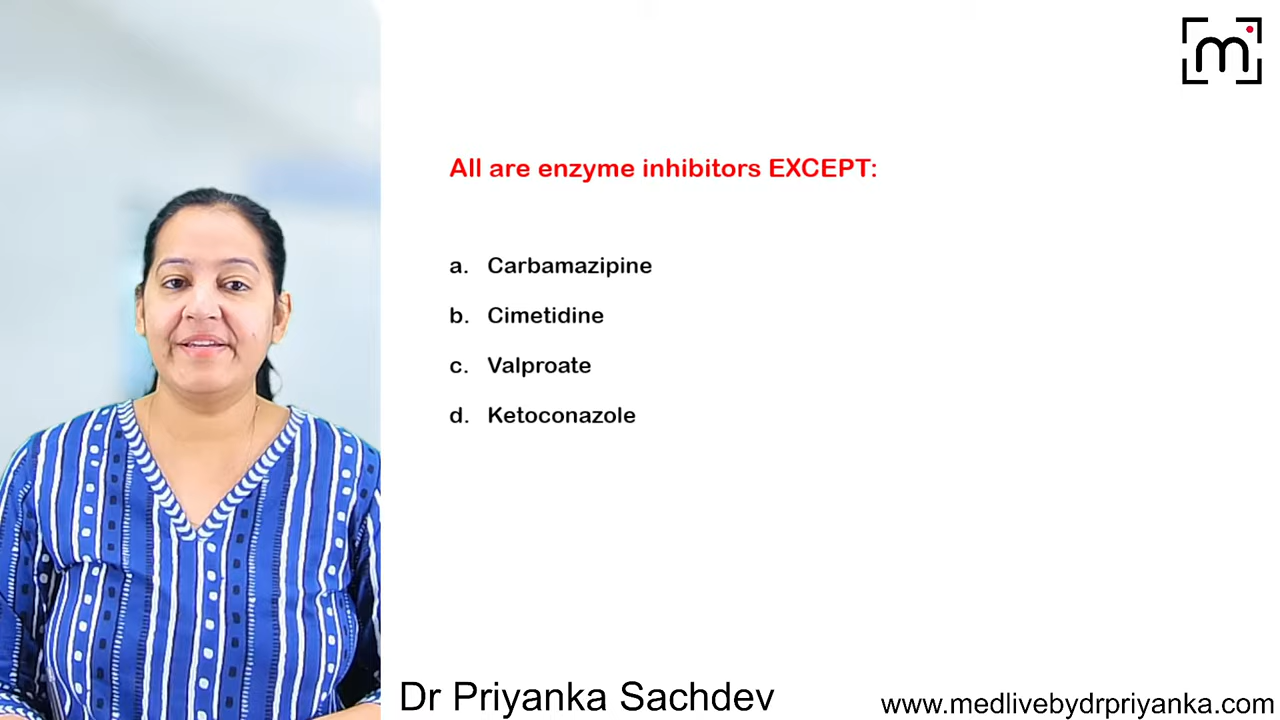 All are enzyme inhibitors EXCEPT:
a. Carbamazipine
b. Cimetidine
c. Valproate
d. Ketoconazole
Dr Priyanka Sachdev
www.medlivebydrpriyanka.com